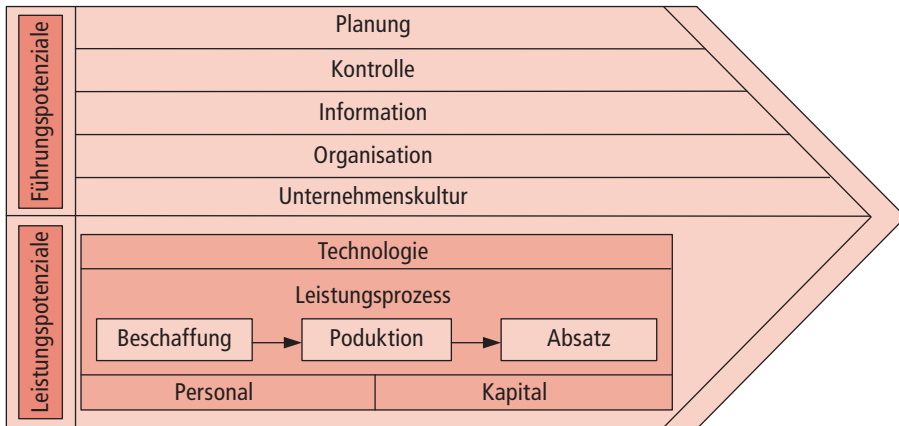 Führungspotenziale
Planung
Kontrolle
Information
Organisation
Unternehmenskultur
Leistungspotenziale
Technologie
Leistungsprozess
Beschaffung
Poduktion
Absatz
Personal
Kapital